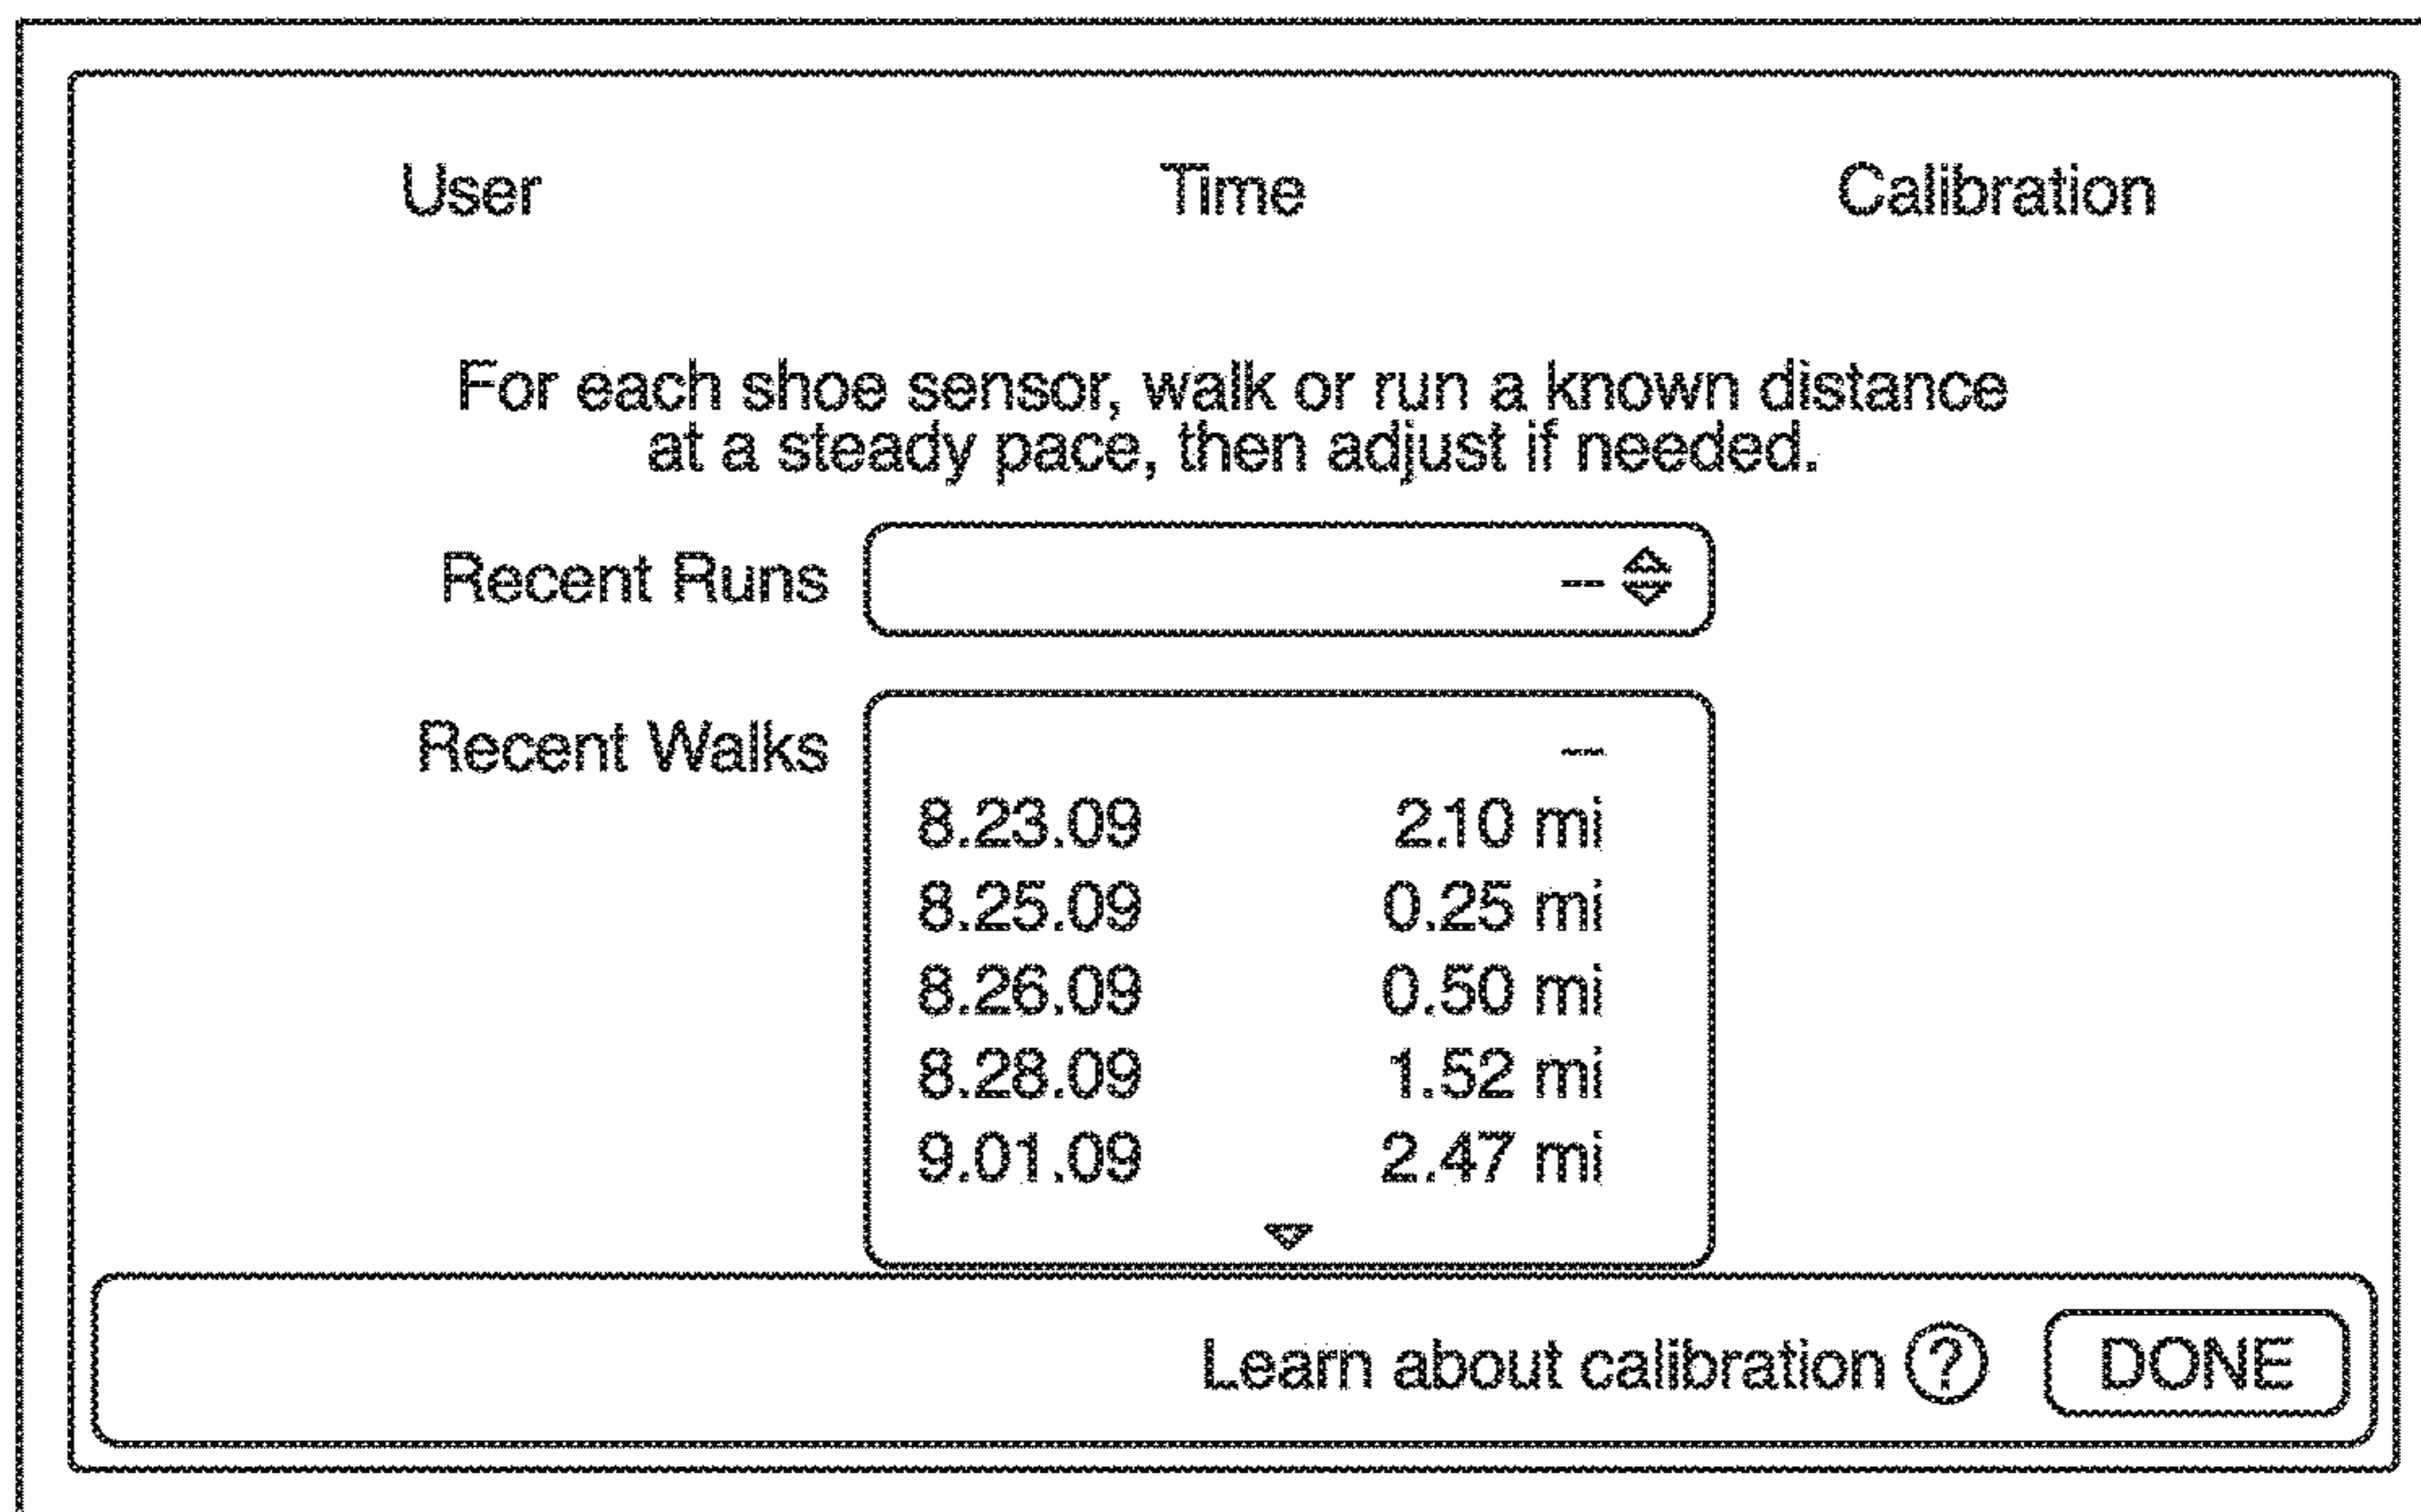 User Time Calibration
For each shoe sensor, walk or run a known distance
at a steady pace, then adjust if needed.
Recent Runs --
Recent Walks --
8.23.09 2.10 mi
8.25.09 0.25 mi
8.26.09 0.50 mi
8.28.09 1.52 mi
9.01.09 2.47 mi
Learn about calibration ? DONE